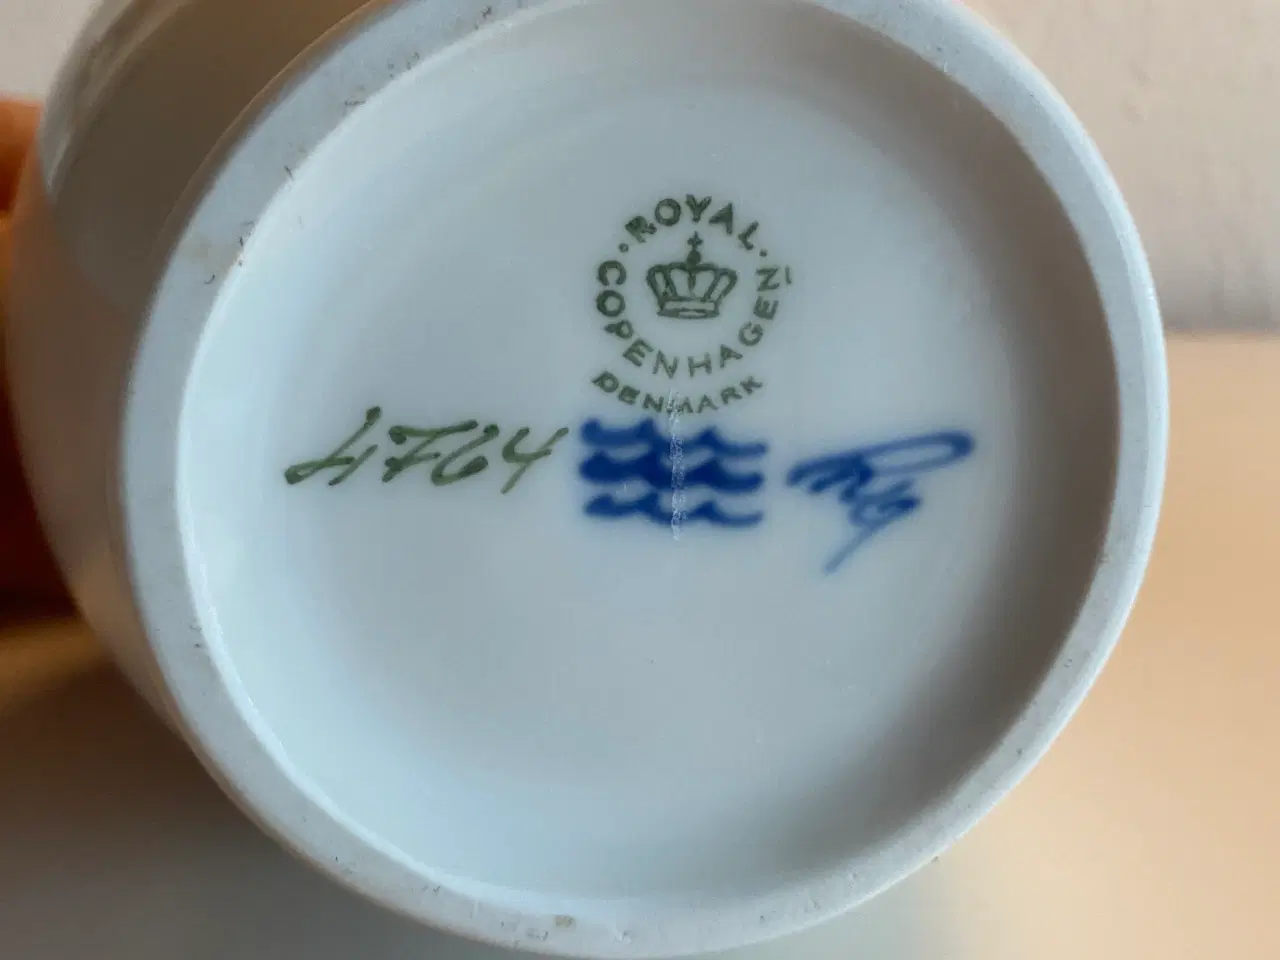 ROYAL
COPENHAGEN
DENMARK
4764